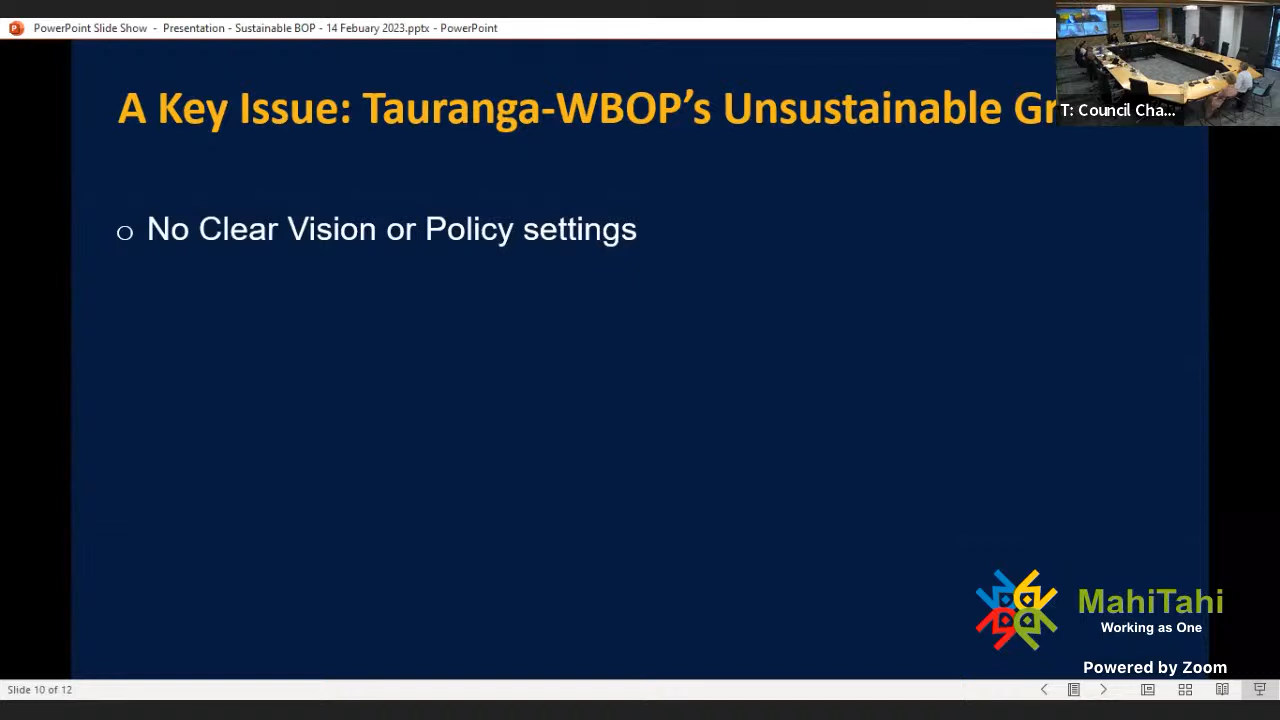 PowerPoint Slide Show - Presentation - Sustainable BOP - 14 Febuary 2023.pptx - PowerPoint
T: Council Cha...
A Key Issue: Tauranga-WBOP's Unsustainable Gr
o No Clear Vision or Policy settings
MahiTahi
Working as One
Powered by Zoom
Slide 10 of 12